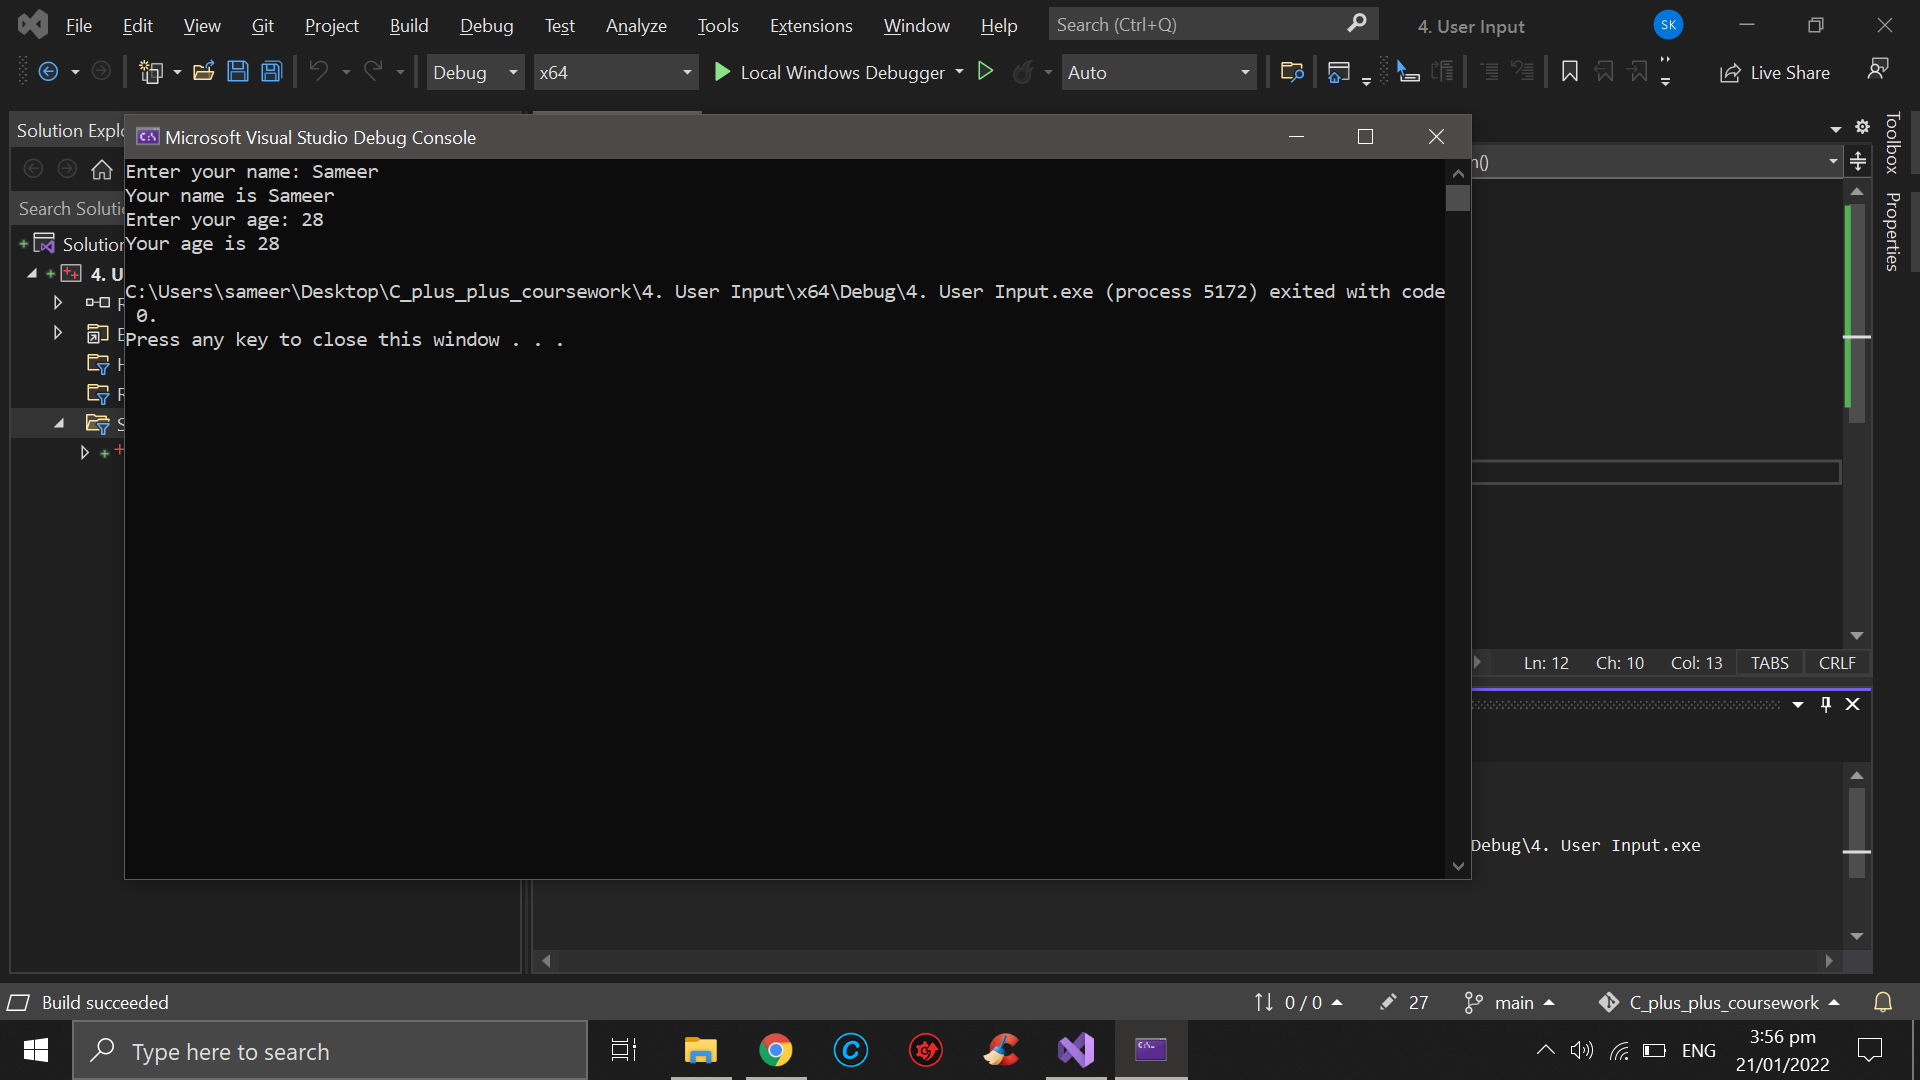 File Edit View Git Project Build Debug Test Analyze Tools Extensions Window Help Search (Ctrl+Q) 4. User Input SK
Debug x64 Local Windows Debugger Auto Live Share
Solution Explo
Microsoft Visual Studio Debug Console
Toolbox
Properties
n()
Search Soluti
Solution
4. U
Enter your name: Sameer
Your name is Sameer
Enter your age: 28
Your age is 28
C:\Users\sameer\Desktop\C_plus_plus_coursework\4. User Input\x64\Debug\4. User Input.exe (process 5172) exited with code
0.
Press any key to close this window . . .
Ln: 12 Ch: 10 Col: 13 TABS CRLF
Debug\4. User Input.exe
Build succeeded 0 / 0 27 main C_plus_plus_coursework
Type here to search ENG 3:56 pm
21/01/2022